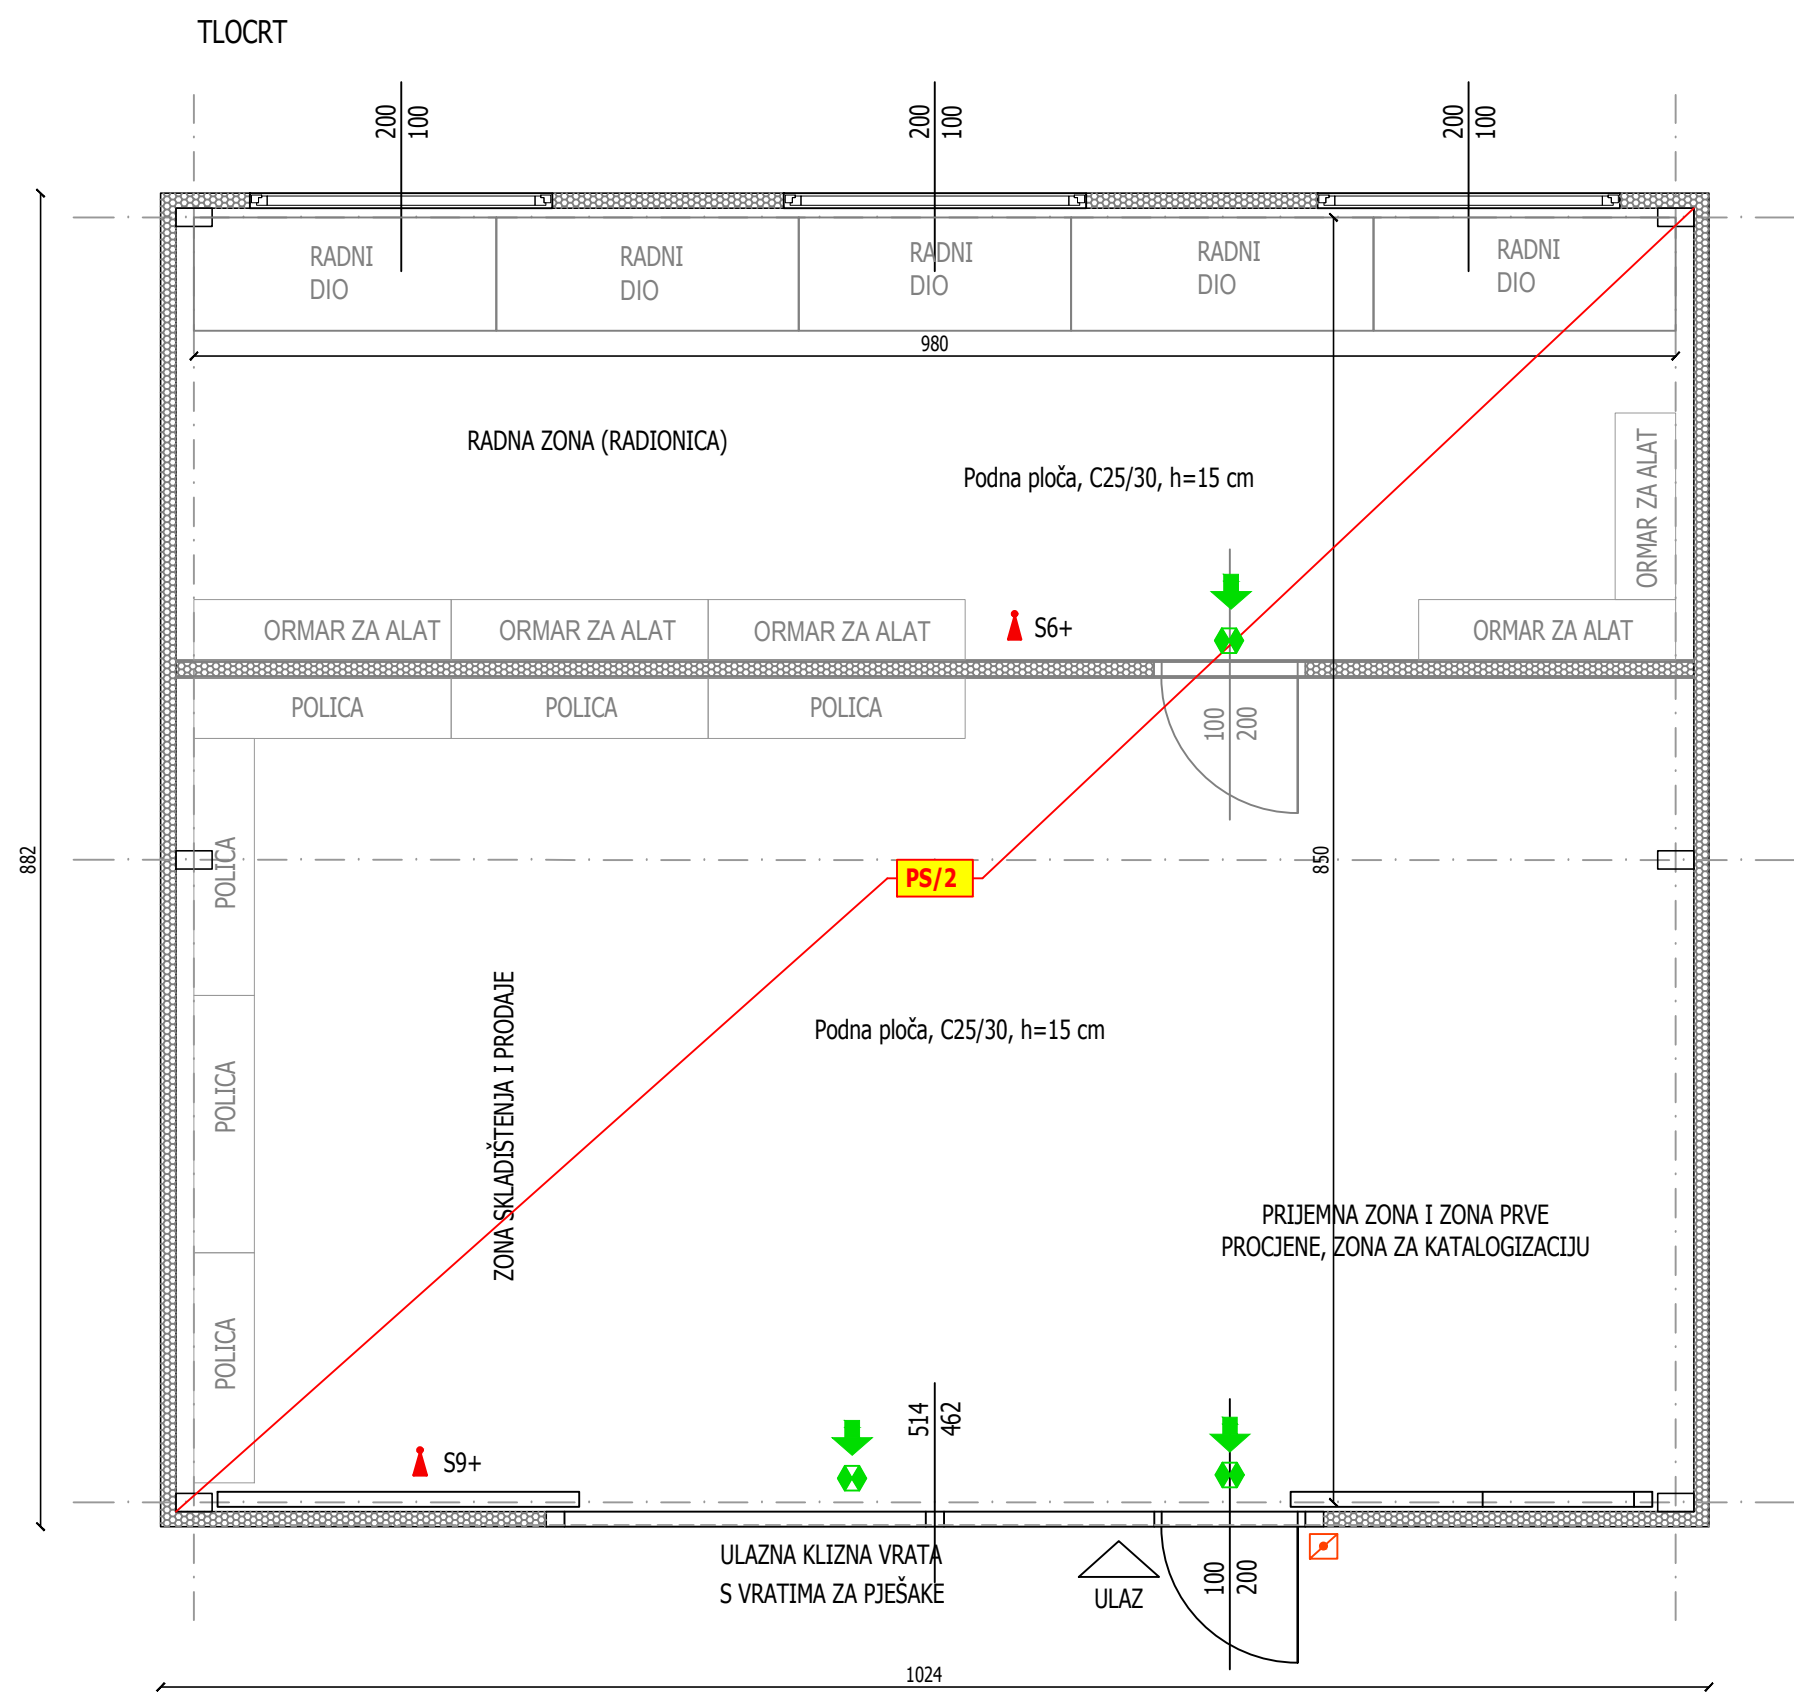 TLOCRT
200
100
200
100
200
100
RADNI
DIO
RADNI
DIO
RADNI
DIO
RADNI
DIO
RADNI
DIO
980
RADNA ZONA (RADIONICA)
Podna ploča, C25/30, h=15 cm
ORMAR ZA ALAT
ORMAR ZA ALAT
ORMAR ZA ALAT
ORMAR ZA ALAT
S6+
ORMAR ZA ALAT
POLICA
POLICA
POLICA
100
200
882
POLICA
PS/2
850
ZONA SKLADIŠTENJA I PRODAJE
Podna ploča, C25/30, h=15 cm
POLICA
PRIJEMNA ZONA I ZONA PRVE
PROCJENE, ZONA ZA KATALOGIZACIJU
POLICA
S9+
514
462
ULAZNA KLIZNA VRATA
S VRATIMA ZA PJEŠAKE
ULAZ
100
200
1024